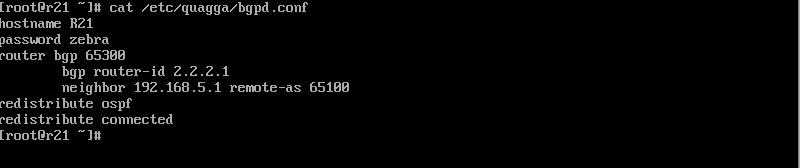 [root@r21 ~]# cat /etc/quagga/bgpd.conf
hostname R21
password zebra
router bgp 65300
        bgp router-id 2.2.2.1
        neighbor 192.168.5.1 remote-as 65100
redistribute ospf
redistribute connected
[root@r21 ~]#